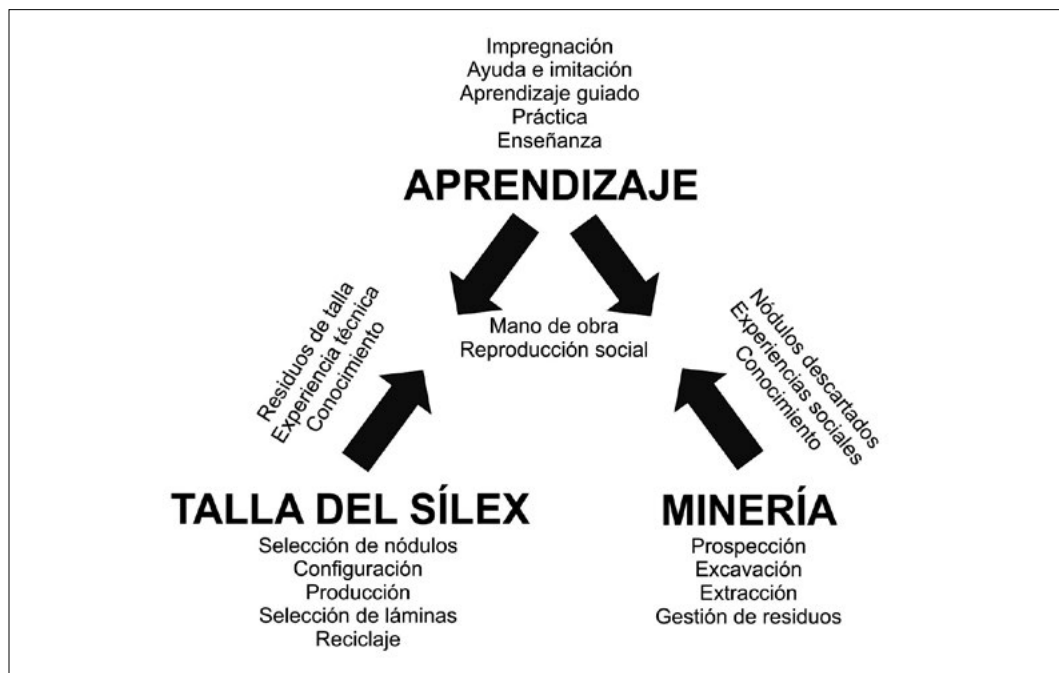 Impregnación
Ayuda e imitación
Aprendizaje guiado
Práctica
Enseñanza
APRENDIZAJE
Residuos de talla
Experiencia técnica
Conocimiento
Mano de obra
Reproducción social
Nódulos descartados
Experiencias sociales
Conocimiento
TALLA DEL SÍLEX
Selección de nódulos
Configuración
Producción
Selección de láminas
Reciclaje
MINERÍA
Prospección
Excavación
Extracción
Gestión de residuos